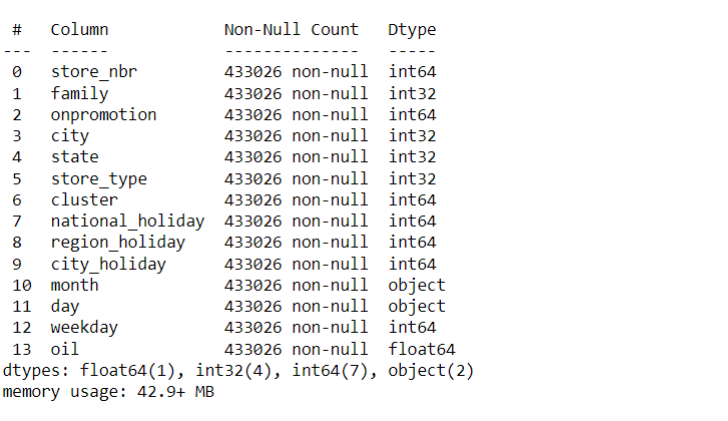 #   Column            Non-Null Count   Dtype
---  ------            --------------   -----
 0   store_nbr         433026 non-null  int64
 1   family            433026 non-null  int32
 2   onpromotion       433026 non-null  int64
 3   city              433026 non-null  int32
 4   state             433026 non-null  int32
 5   store_type        433026 non-null  int32
 6   cluster           433026 non-null  int64
 7   national_holiday  433026 non-null  int64
 8   region_holiday    433026 non-null  int64
 9   city_holiday      433026 non-null  int64
 10  month             433026 non-null  object
 11  day               433026 non-null  object
 12  weekday           433026 non-null  int64
 13  oil               433026 non-null  float64
dtypes: float64(1), int32(4), int64(7), object(2)
memory usage: 42.9+ MB